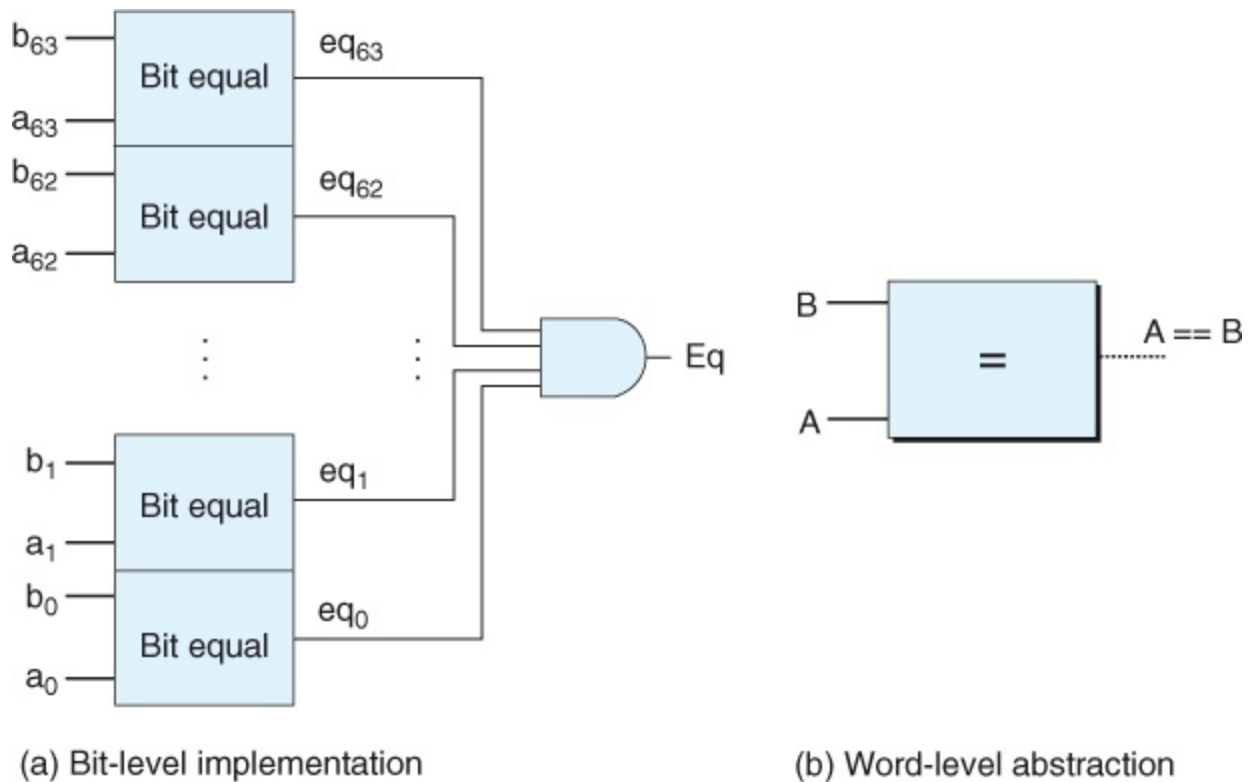 b₆₃
eq₆₃
Bit equal
a₆₃
b₆₂
eq₆₂
Bit equal
a₆₂
Eq
b₁
eq₁
Bit equal
a₁
b₀
eq₀
Bit equal
a₀
(a) Bit-level implementation
B
A == B
=
A
(b) Word-level abstraction